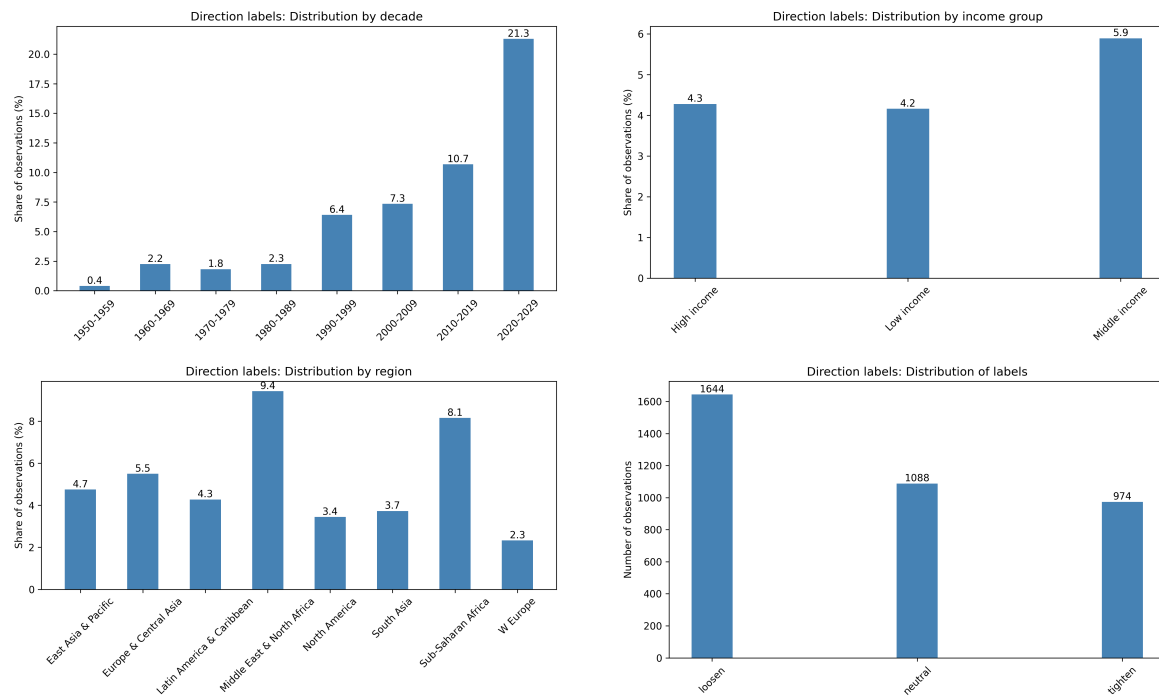 Direction labels: Distribution by decade
Share of observations (%)
20.0
17.5
15.0
12.5
10.0
7.5
5.0
2.5
0.0
0.4
2.2
1.8
2.3
6.4
7.3
10.7
21.3
1950-1959
1960-1969
1970-1979
1980-1989
1990-1999
2000-2009
2010-2019
2020-2029
Direction labels: Distribution by income group
Share of observations (%)
6
5
4
3
2
1
0
4.3
4.2
5.9
High income
Low income
Middle income
Direction labels: Distribution by region
Share of observations (%)
8
6
4
2
0
4.7
5.5
4.3
9.4
3.4
3.7
8.1
2.3
East Asia & Pacific
Europe & Central Asia
Latin America & Caribbean
Middle East & North Africa
North America
South Asia
Sub-Saharan Africa
W Europe
Direction labels: Distribution of labels
Number of observations
1600
1400
1200
1000
800
600
400
200
0
1644
1088
974
loosen
neutral
tighten